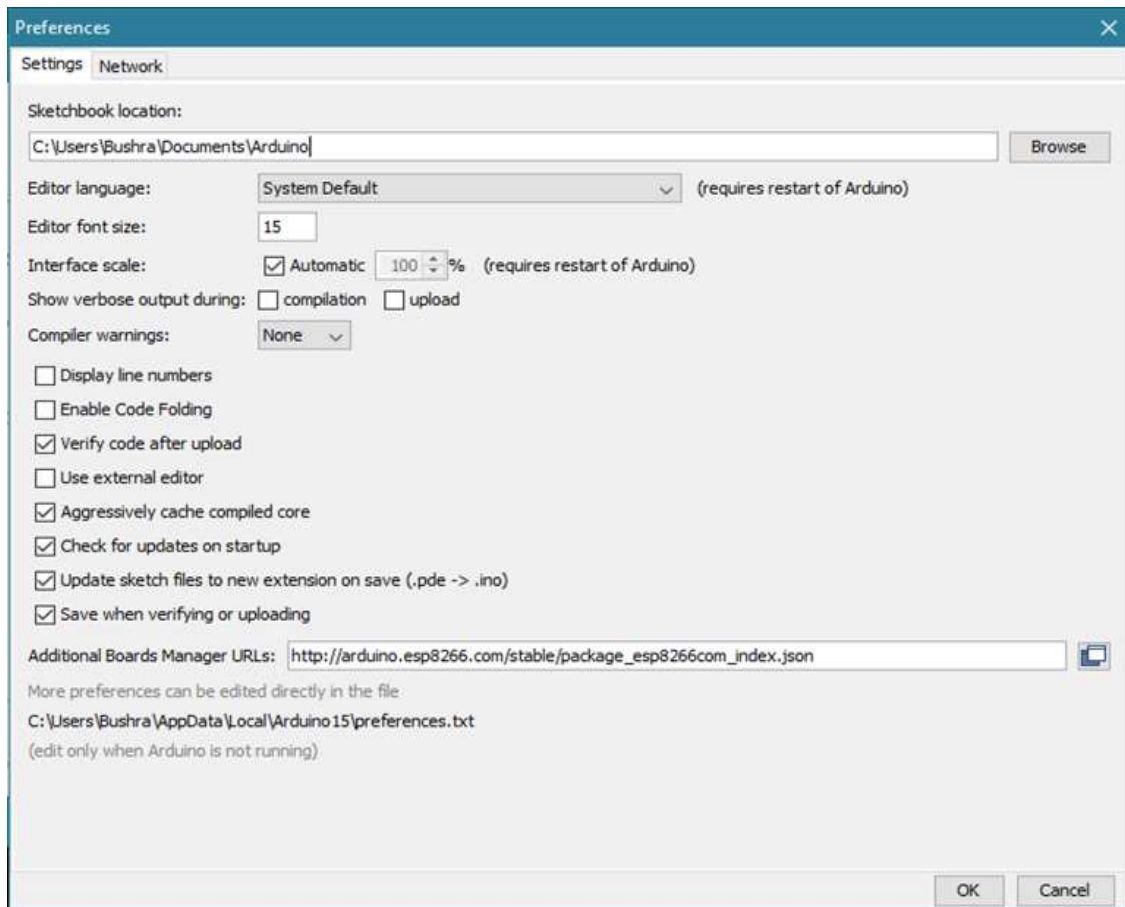 Preferences
Settings Network
Sketchbook location:
C:\Users\Bushra\Documents\Arduino Browse
Editor language: System Default (requires restart of Arduino)
Editor font size: 15
Interface scale: Automatic 100 % (requires restart of Arduino)
Show verbose output during: compilation upload
Compiler warnings: None
Display line numbers
Enable Code Folding
Verify code after upload
Use external editor
Aggressively cache compiled core
Check for updates on startup
Update sketch files to new extension on save (.pde -> .ino)
Save when verifying or uploading
Additional Boards Manager URLs: http://arduino.esp8266.com/stable/package_esp8266com_index.json
More preferences can be edited directly in the file
C:\Users\Bushra\AppData\Local\Arduino15\preferences.txt
(edit only when Arduino is not running)
OK Cancel